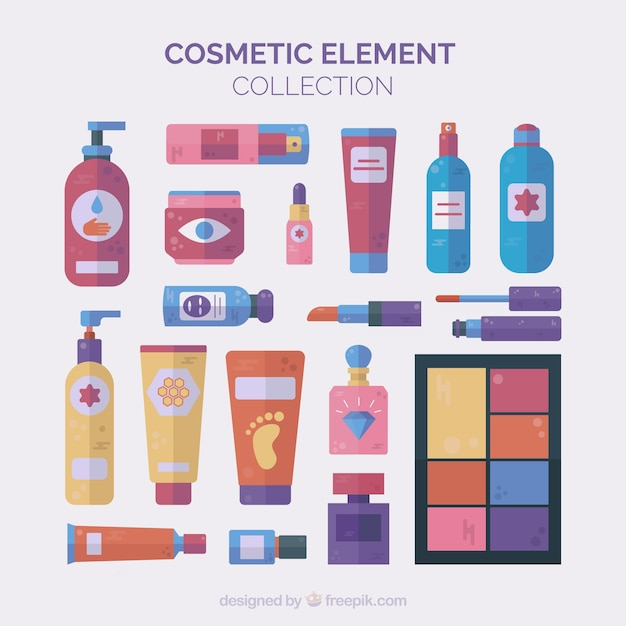 COSMETIC ELEMENT
COLLECTION
designed by freepik.com